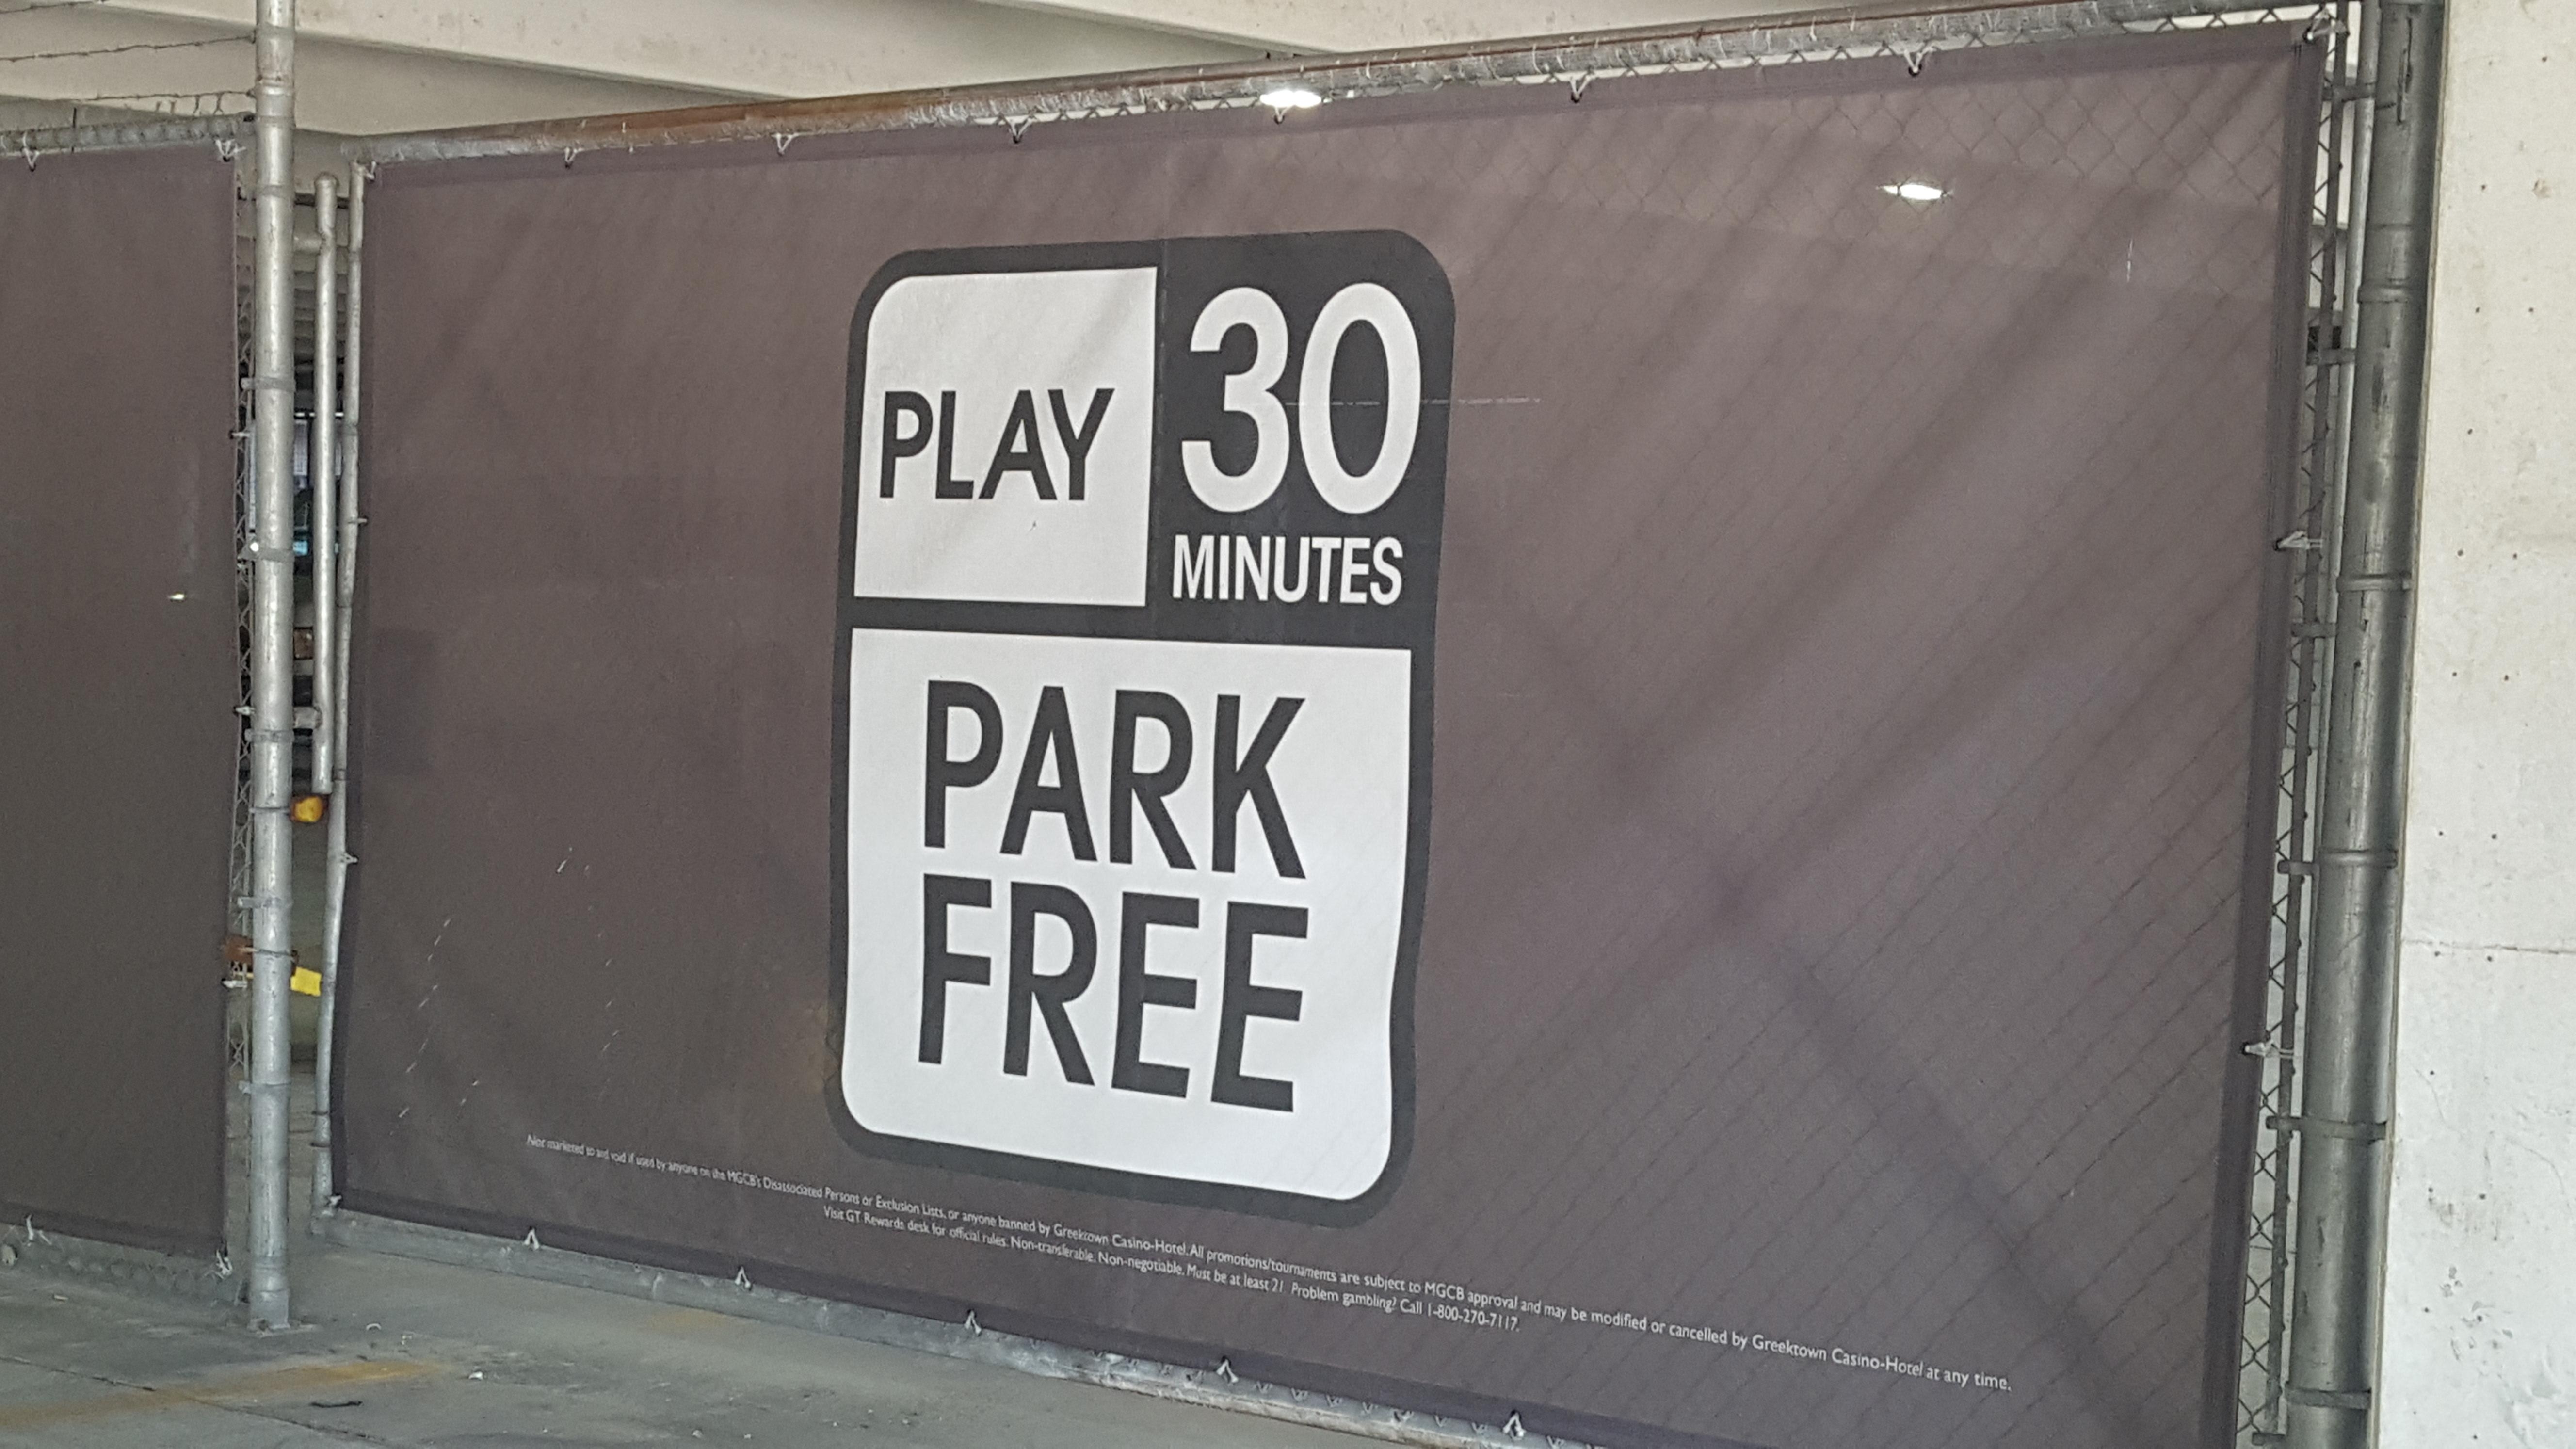 PLAY
30
MINUTES
PARK
FREE
Not marketed to and void if used by anyone on the MGCB's Disassociated Persons or Exclusion Lists, or anyone banned by Greektown Casino-Hotel. All promotions/tournaments are subject to MGCB approval and may be modified or cancelled by Greektown Casino-Hotel at any time.
Visit GT Rewards desk for official rules. Non-transferable. Non-negotiable. Must be at least 21. Problem gambling? Call 1-800-270-7117.